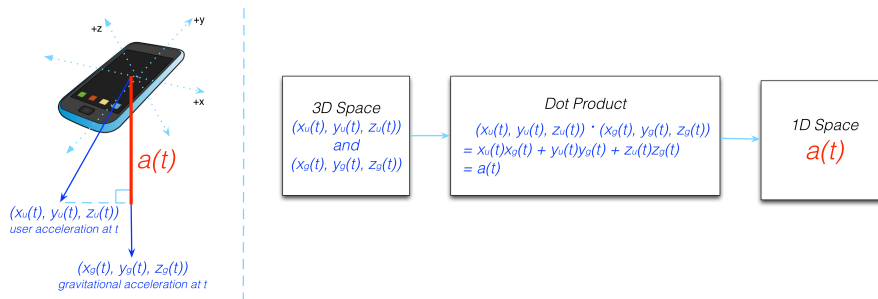 +y
+z
+x
a(t)
(xu(t), yu(t), zu(t))
user acceleration at t
(xg(t), yg(t), zg(t))
gravitational acceleration at t
3D Space
(xu(t), yu(t), zu(t))
and
(xg(t), yg(t), zg(t))
Dot Product
(xu(t), yu(t), zu(t)) · (xg(t), yg(t), zg(t))
= xu(t)xg(t) + yu(t)yg(t) + zu(t)zg(t)
= a(t)
1D Space
a(t)